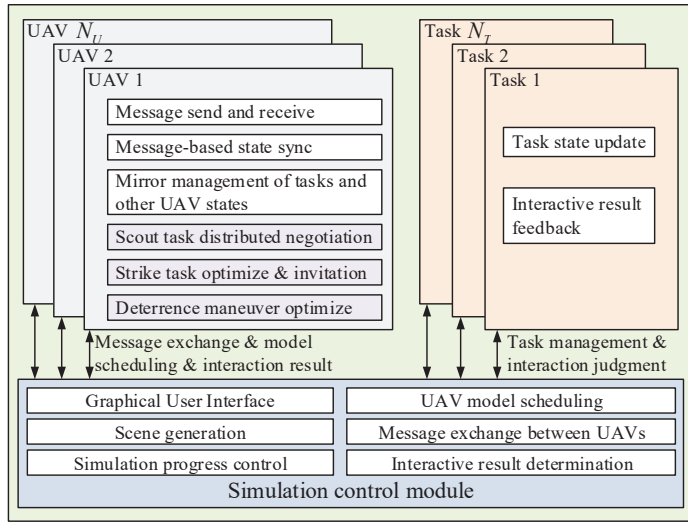 UAV N_U
UAV 2
UAV 1
Message send and receive
Message-based state sync
Mirror management of tasks and
other UAV states
Scout task distributed negotiation
Strike task optimize & invitation
Deterrence maneuver optimize
Task N_T
Task 2
Task 1
Task state update
Interactive result
feedback
Message exchange & model
scheduling & interaction result
Task management &
interaction judgment
Graphical User Interface
UAV model scheduling
Scene generation
Message exchange between UAVs
Simulation progress control
Interactive result determination
Simulation control module